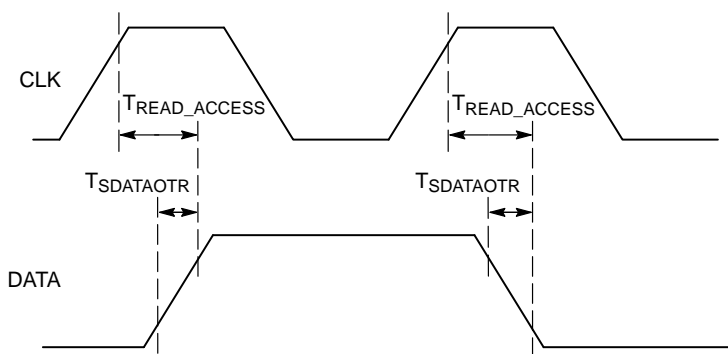 CLK
TREAD_ACCESS
TREAD_ACCESS
TSDATAOTR
TSDATAOTR
DATA